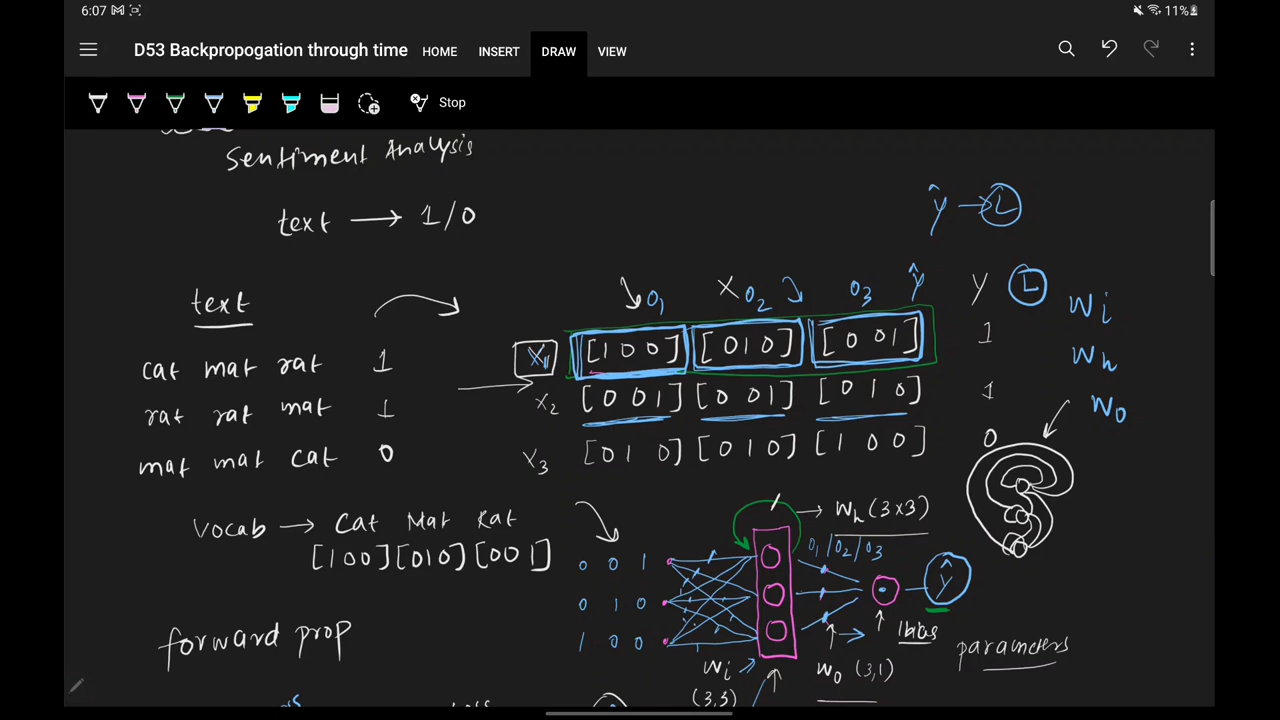 6:07 11%
D53 Backpropogation through time HOME INSERT DRAW VIEW
Stop
Sentiment Analysis
text → 1/0
ŷ → L
text
O1 X O2 O3 ŷ Y L
Wi
cat mat rat 1
X1 [1 0 0] [0 1 0] [0 0 1] 1
Wh
rat rat mat 1
X2 [0 0 1] [0 0 1] [0 1 0] 1
Wo
mat mat cat 0
X3 [0 1 0] [0 1 0] [1 0 0]
0
vocab → Cat Mat Rat
[1 0 0] [0 1 0] [0 0 1]
→ Wh (3x3)
O1/O2/O3
0 0 1
0 1 0
1 0 0
ŷ
1 bias
forward prop
parameters
Wi
(3,3)
Wo (3,1)